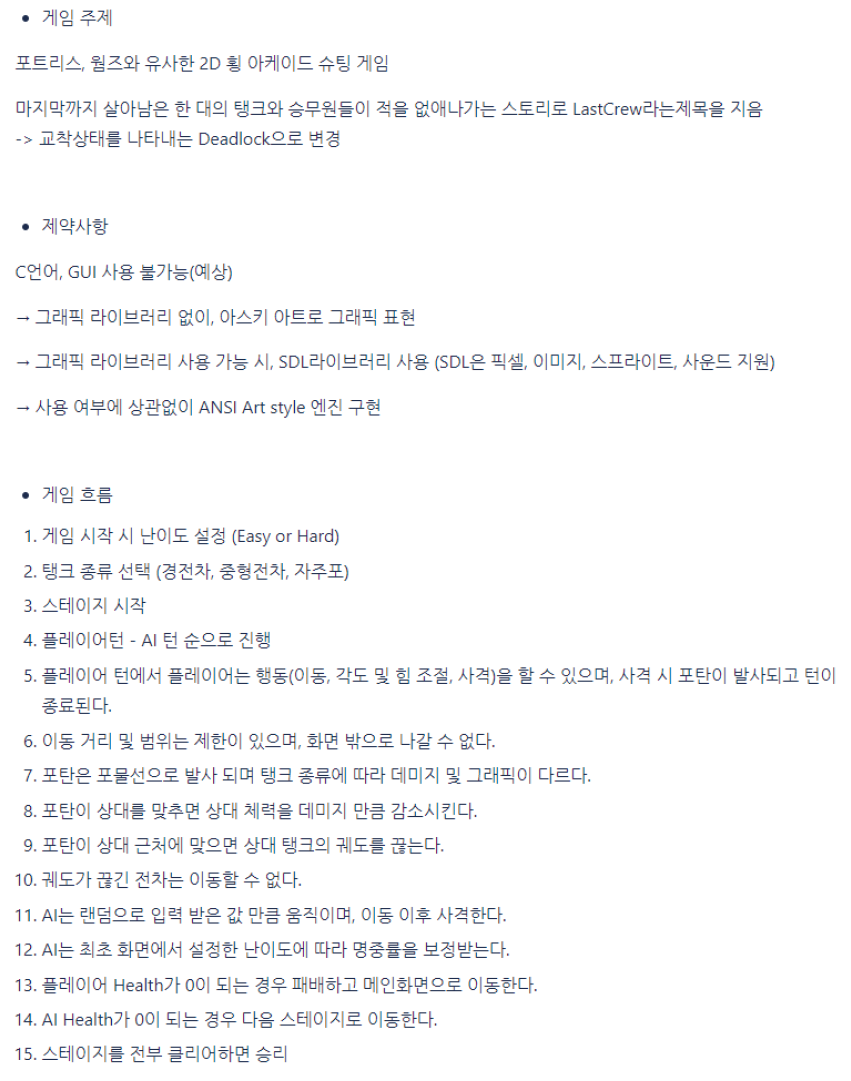 • 게임 주제
포트리스, 웜즈와 유사한 2D 횡 아케이드 슈팅 게임
마지막까지 살아남은 한 대의 탱크와 승무원들이 적을 없애나가는 스토리로 LastCrew라는제목을 지음
-> 교착상태를 나타내는 Deadlock으로 변경
• 제약사항
C언어, GUI 사용 불가능(예상)
→ 그래픽 라이브러리 없이, 아스키 아트로 그래픽 표현
→ 그래픽 라이브러리 사용 가능 시, SDL라이브러리 사용 (SDL은 픽셀, 이미지, 스프라이트, 사운드 지원)
→ 사용 여부에 상관없이 ANSI Art style 엔진 구현
• 게임 흐름
1. 게임 시작 시 난이도 설정 (Easy or Hard)
2. 탱크 종류 선택 (경전차, 중형전차, 자주포)
3. 스테이지 시작
4. 플레이어턴 - AI 턴 순으로 진행
5. 플레이어 턴에서 플레이어는 행동(이동, 각도 및 힘 조절, 사격)을 할 수 있으며, 사격 시 포탄이 발사되고 턴이
종료된다.
6. 이동 거리 및 범위는 제한이 있으며, 화면 밖으로 나갈 수 없다.
7. 포탄은 포물선으로 발사 되며 탱크 종류에 따라 데미지 및 그래픽이 다르다.
8. 포탄이 상대를 맞추면 상대 체력을 데미지 만큼 감소시킨다.
9. 포탄이 상대 근처에 맞으면 상대 탱크의 궤도를 끊는다.
10. 궤도가 끊긴 전차는 이동할 수 없다.
11. AI는 랜덤으로 입력 받은 값 만큼 움직이며, 이동 이후 사격한다.
12. AI는 최초 화면에서 설정한 난이도에 따라 명중률을 보정받는다.
13. 플레이어 Health가 0이 되는 경우 패배하고 메인화면으로 이동한다.
14. AI Health가 0이 되는 경우 다음 스테이지로 이동한다.
15. 스테이지를 전부 클리어하면 승리